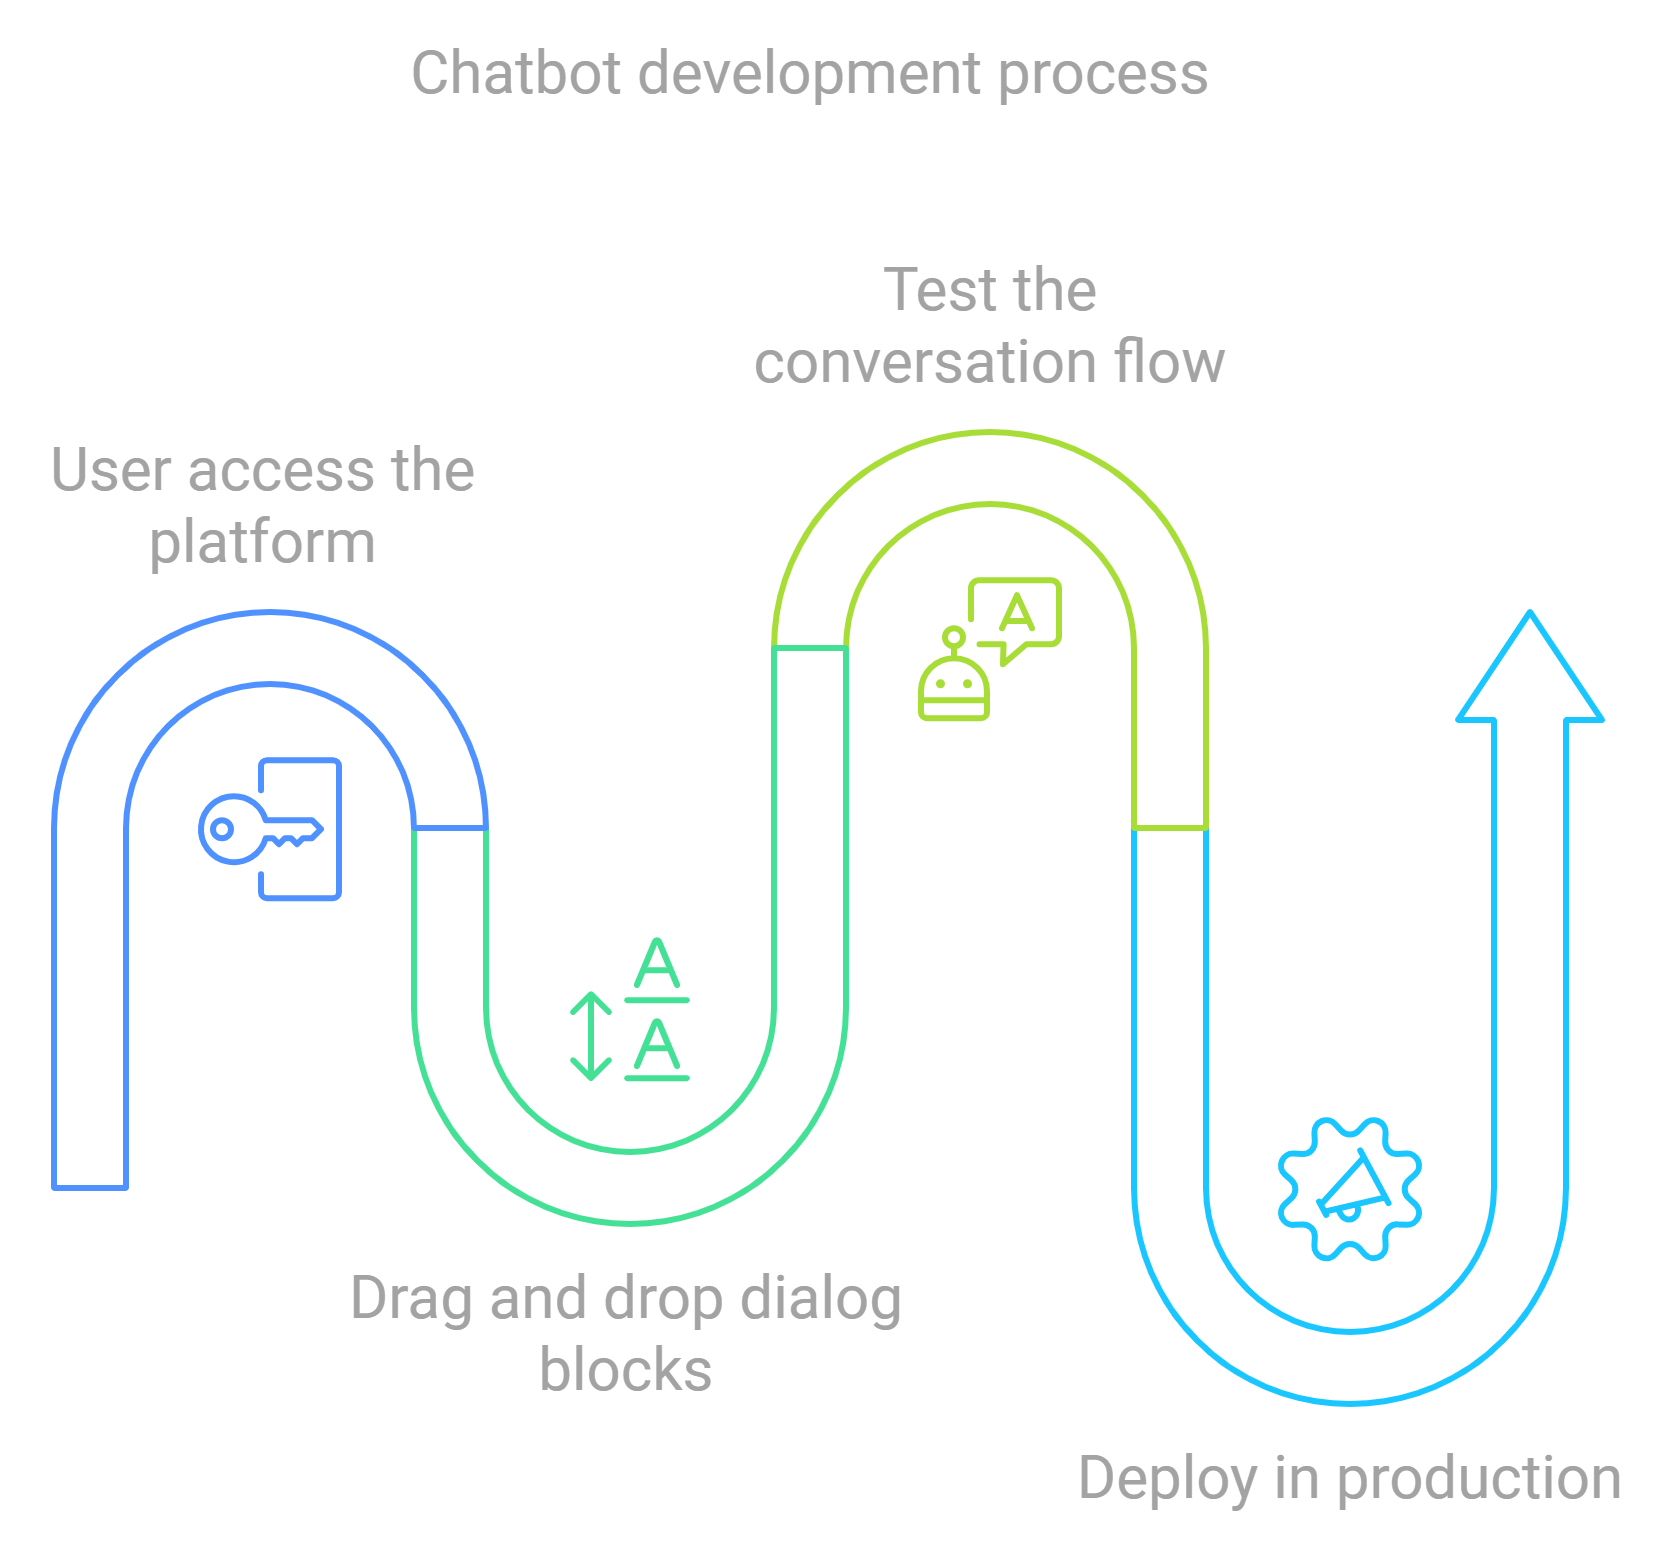 Chatbot development process
Test the
conversation flow
User access the
platform
A
A
A
Drag and drop dialog
blocks
Deploy in production